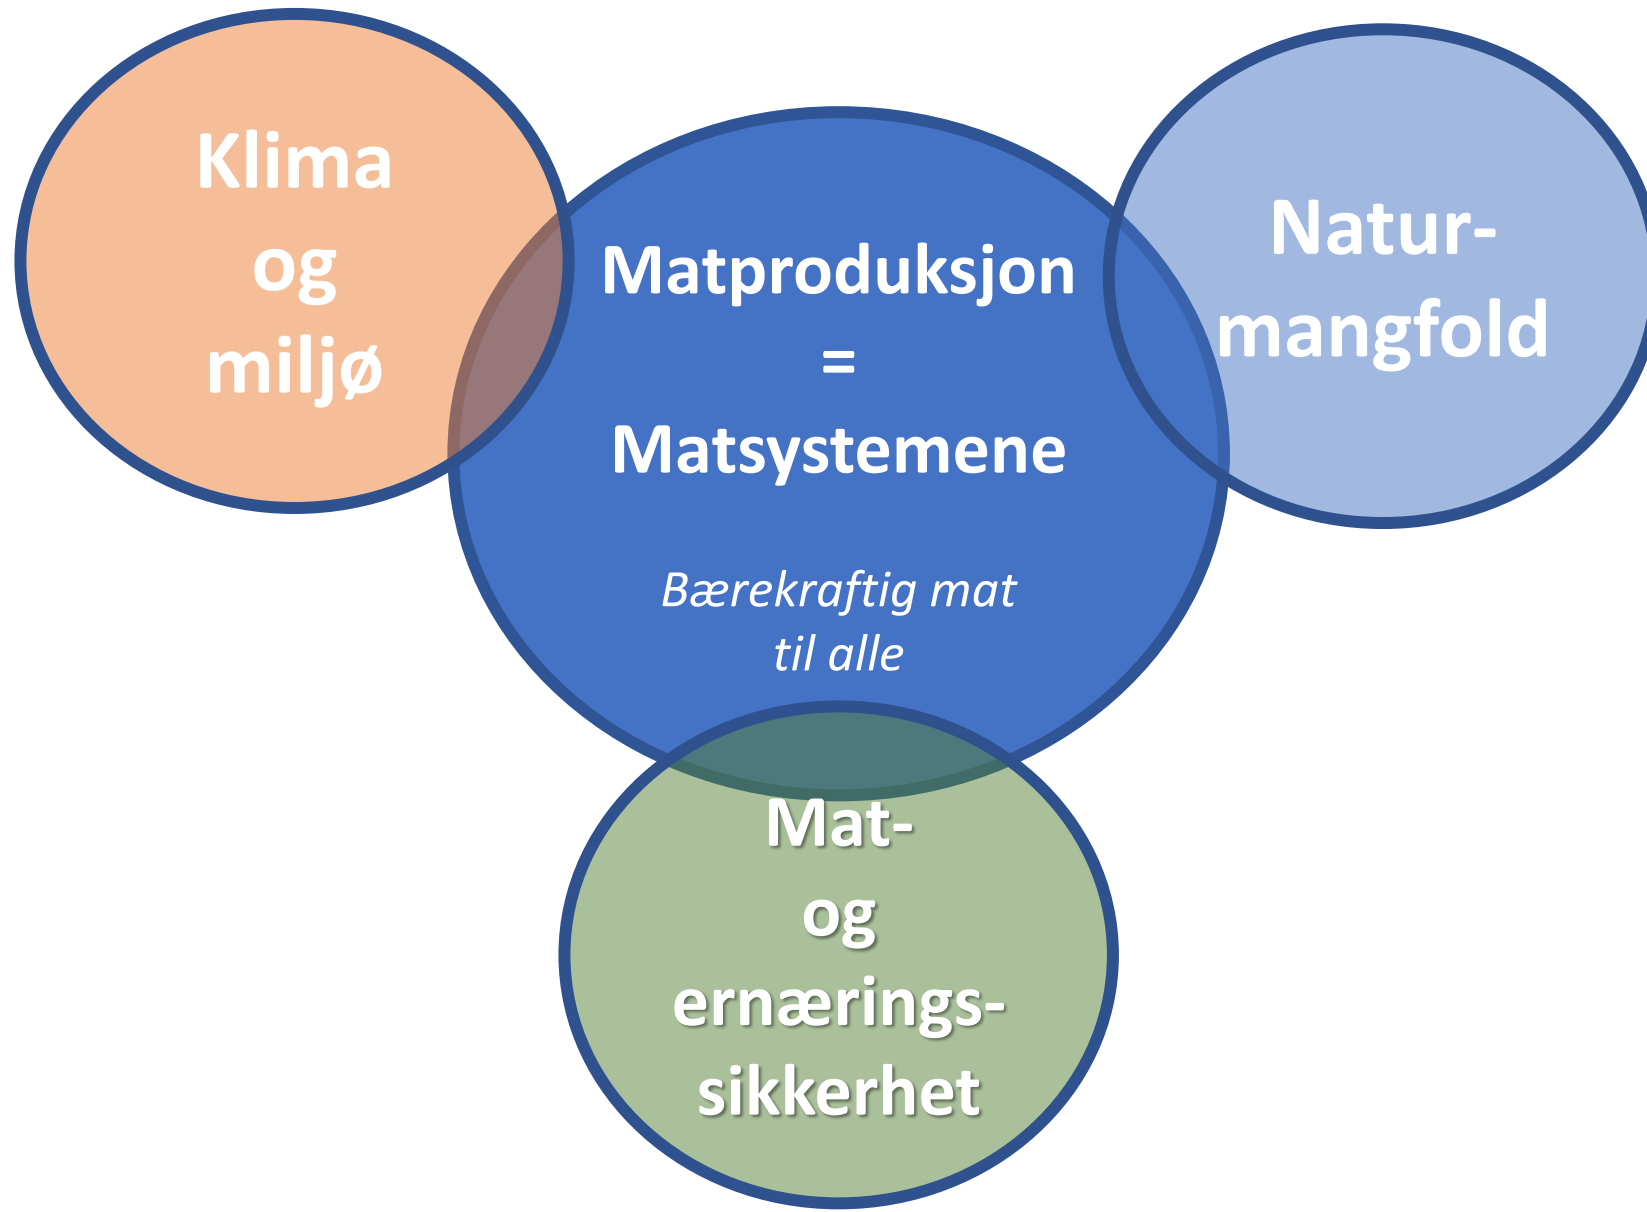 Klima
og
miljø
Matproduksjon
=
Matsystemene
Bærekraftig mat
til alle
Natur-
mangfold
Mat-
og
ernærings-
sikkerhet